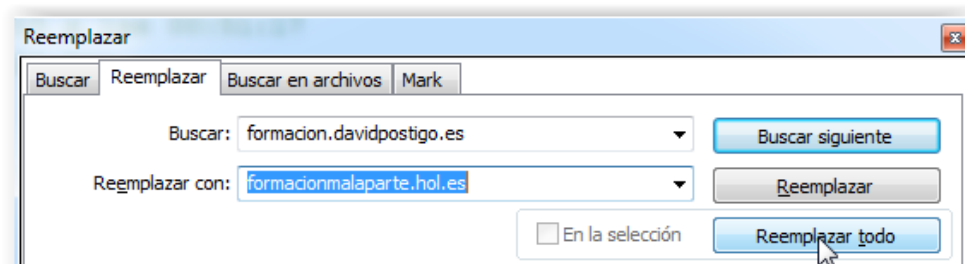 Reemplazar
Buscar Reemplazar Buscar en archivos Mark
Buscar: formacion.davidpostigo.es Buscar siguiente
Reemplazar con: formacionmalaparte.hol.es Reemplazar
En la selección Reemplazar todo